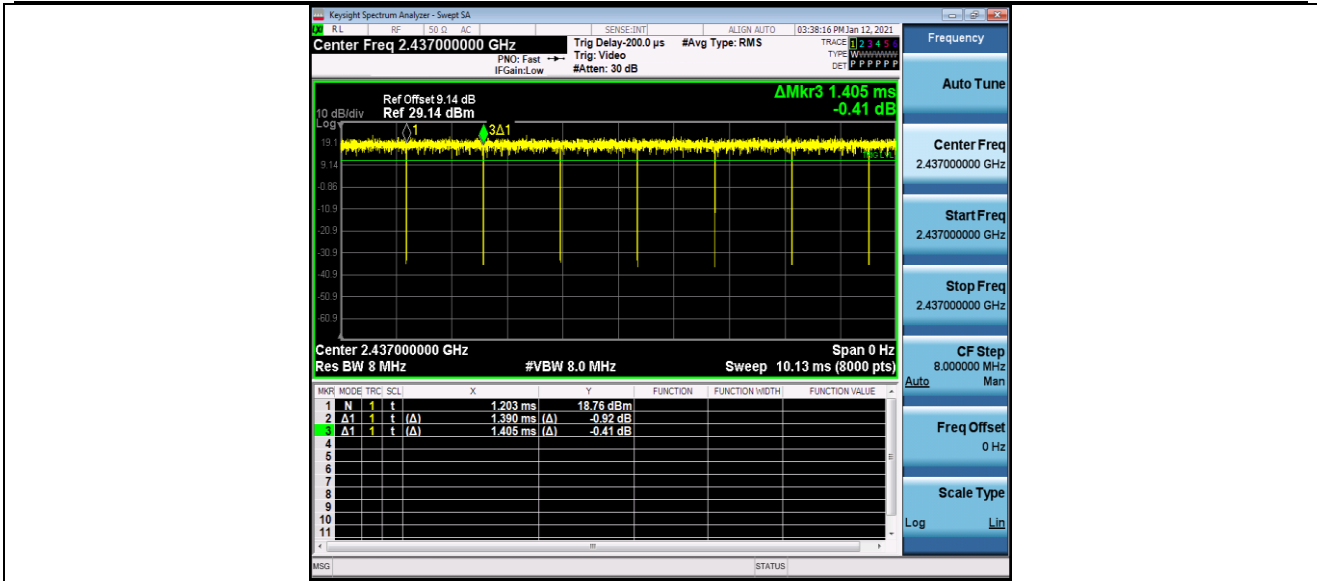 Keysight Spectrum Analyzer - Swept SA
RL RF 50 Ω AC SENSE:INT ALIGN AUTO 03:38:16 PM Jan 12, 2021
Center Freq 2.437000000 GHz
PNO: Fast
IFGain:Low
Trig Delay-200.0 µs
Trig: Video
#Atten: 30 dB
#Avg Type: RMS
TRACE 1 2 3 4 5 6
TYPE W
DET P P P P P P
ΔMkr3 1.405 ms
-0.41 dB
Ref Offset 9.14 dB
10 dB/div Ref 29.14 dBm
Log
1
3Δ1
19.1
9.14
-0.86
-10.9
-20.9
-30.9
-40.9
-50.9
-60.9
Center 2.437000000 GHz Span 0 Hz
Res BW 8 MHz #VBW 8.0 MHz Sweep 10.13 ms (8000 pts)
MKR MODE TRC SCL X Y FUNCTION FUNCTION WIDTH FUNCTION VALUE
1 N 1 t 1.203 ms 18.76 dBm
2 Δ1 1 t (Δ) 1.390 ms (Δ) -0.92 dB
3 Δ1 1 t (Δ) 1.405 ms (Δ) -0.41 dB
4
5
6
7
8
9
10
11
MSG STATUS
Frequency
Auto Tune
Center Freq
2.437000000 GHz
Start Freq
2.437000000 GHz
Stop Freq
2.437000000 GHz
CF Step
8.000000 MHz
Auto Man
Freq Offset
0 Hz
Scale Type
Log Lin